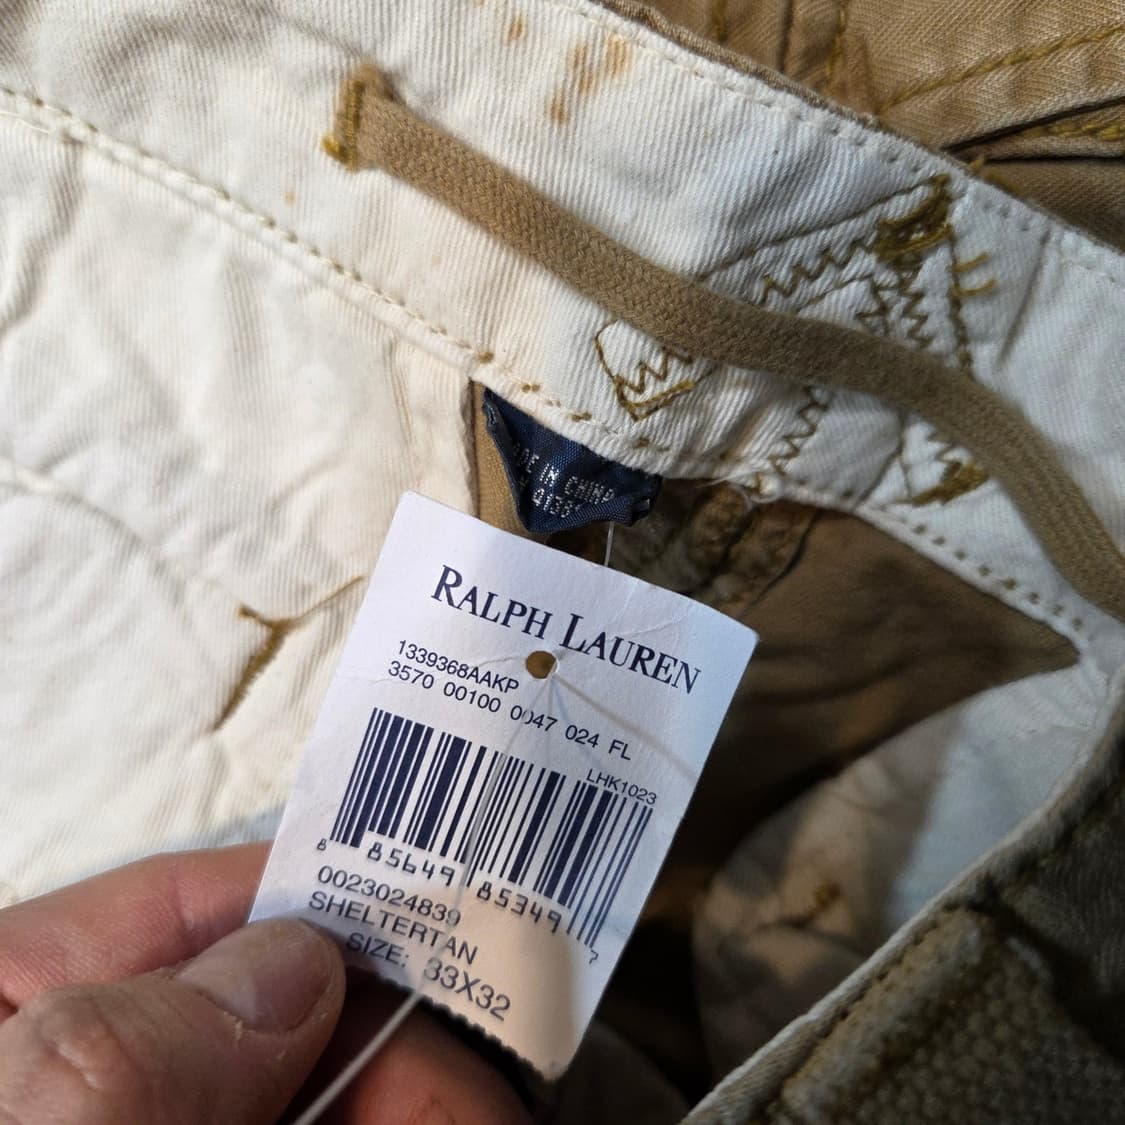 MADE IN CHINA
RALPH LAUREN
1339368AAKP
3570 00100 0047 024 FL
LHK1023
8 85649 85349 7
0023024839
SHELTERTAN
SIZE: 33X32